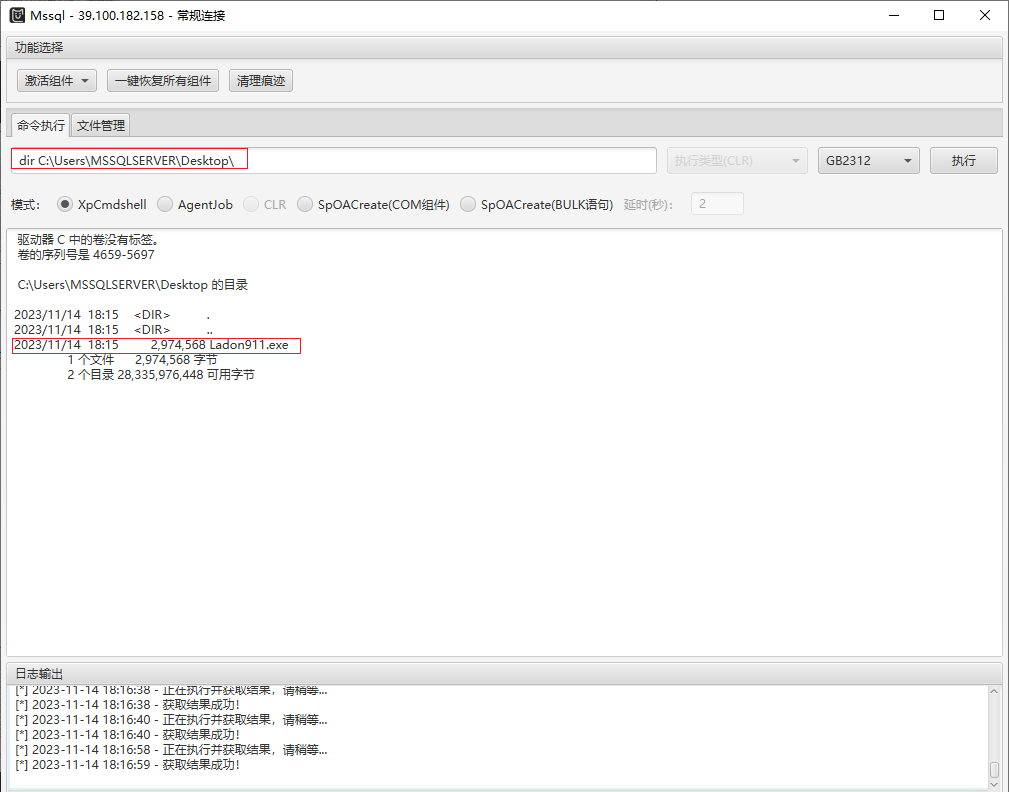 Mssql - 39.100.182.158 - 常规连接
功能选择
激活组件 一键恢复所有组件 清理痕迹
命令执行 文件管理
dir C:\Users\MSSQLSERVER\Desktop\ 执行类型(CLR) GB2312 执行
模式: XpCmdshell AgentJob CLR SpOACreate(COM组件) SpOACreate(BULK语句) 延时(秒): 2
驱动器 C 中的卷没有标签。
卷的序列号是 4659-5697
C:\Users\MSSQLSERVER\Desktop 的目录
2023/11/14 18:15 <DIR> .
2023/11/14 18:15 <DIR> ..
2023/11/14 18:15 2,974,568 Ladon911.exe
1 个文件 2,974,568 字节
2 个目录 28,335,976,448 可用字节
日志输出
[*] 2023-11-14 18:16:38 - 正在执行并获取结果，请稍等...
[*] 2023-11-14 18:16:38 - 获取结果成功!
[*] 2023-11-14 18:16:40 - 正在执行并获取结果，请稍等...
[*] 2023-11-14 18:16:40 - 获取结果成功!
[*] 2023-11-14 18:16:58 - 正在执行并获取结果，请稍等...
[*] 2023-11-14 18:16:59 - 获取结果成功!